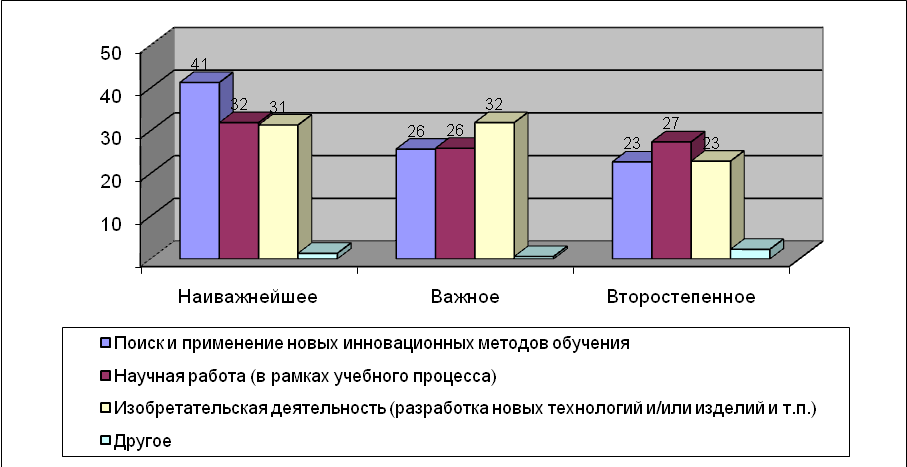 50
40
30
20
10
41
32
31
26
26
32
23
27
23
Наиважнейшее
Важное
Второстепенное
Поиск и применение новых инновационных методов обучения
Научная работа (в рамках учебного процесса)
Изобретательская деятельность (разработка новых технологий и/или изделий и т.п.)
Другое